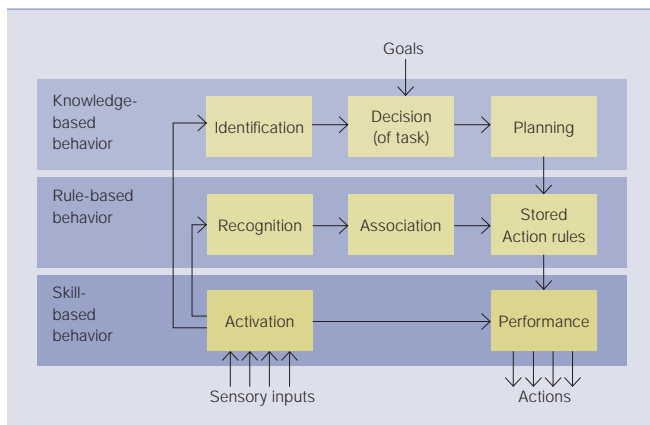 Goals
Knowledge-
based
behavior
Identification
Decision
(of task)
Planning
Rule-based
behavior
Recognition
Association
Stored
Action rules
Skill-
based
behavior
Activation
Performance
Sensory inputs
Actions